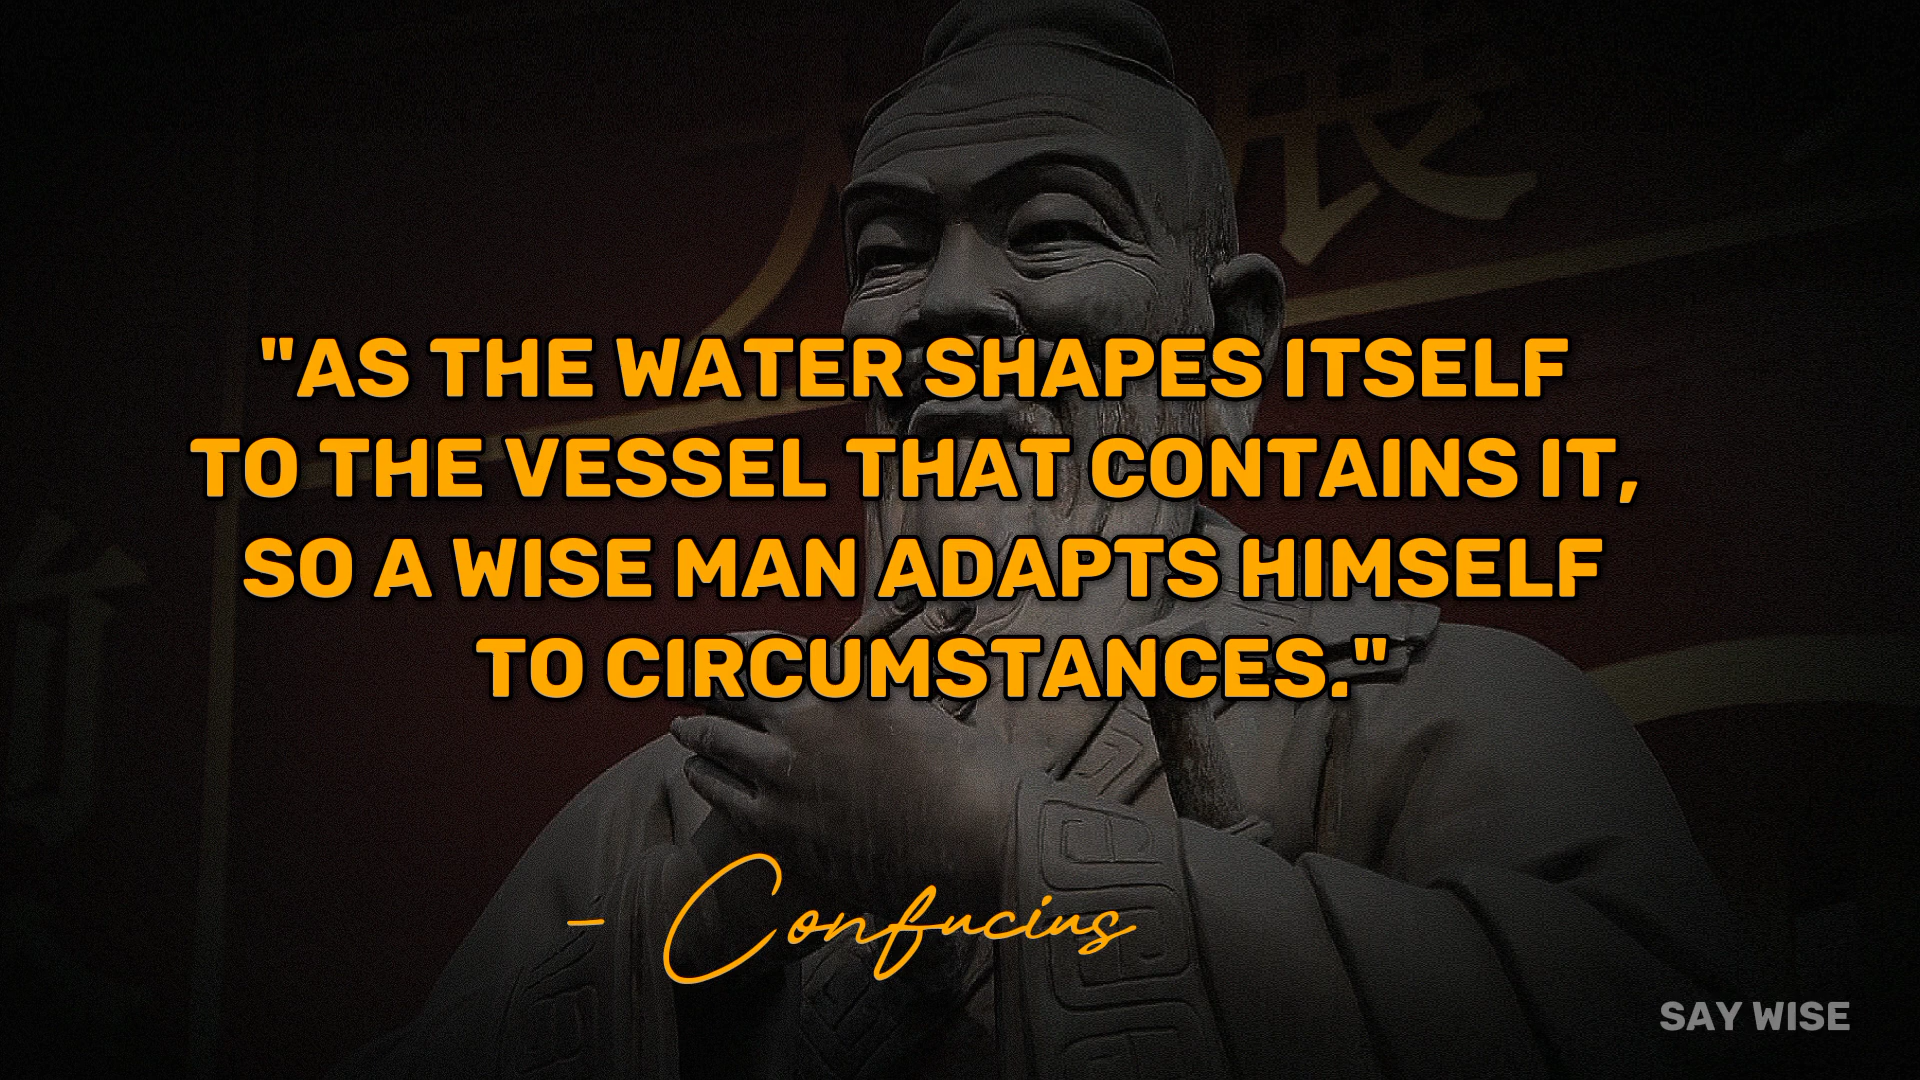 "AS THE WATER SHAPES ITSELF
TO THE VESSEL THAT CONTAINS IT,
SO A WISE MAN ADAPTS HIMSELF
TO CIRCUMSTANCES."
- Confucius
SAY WISE